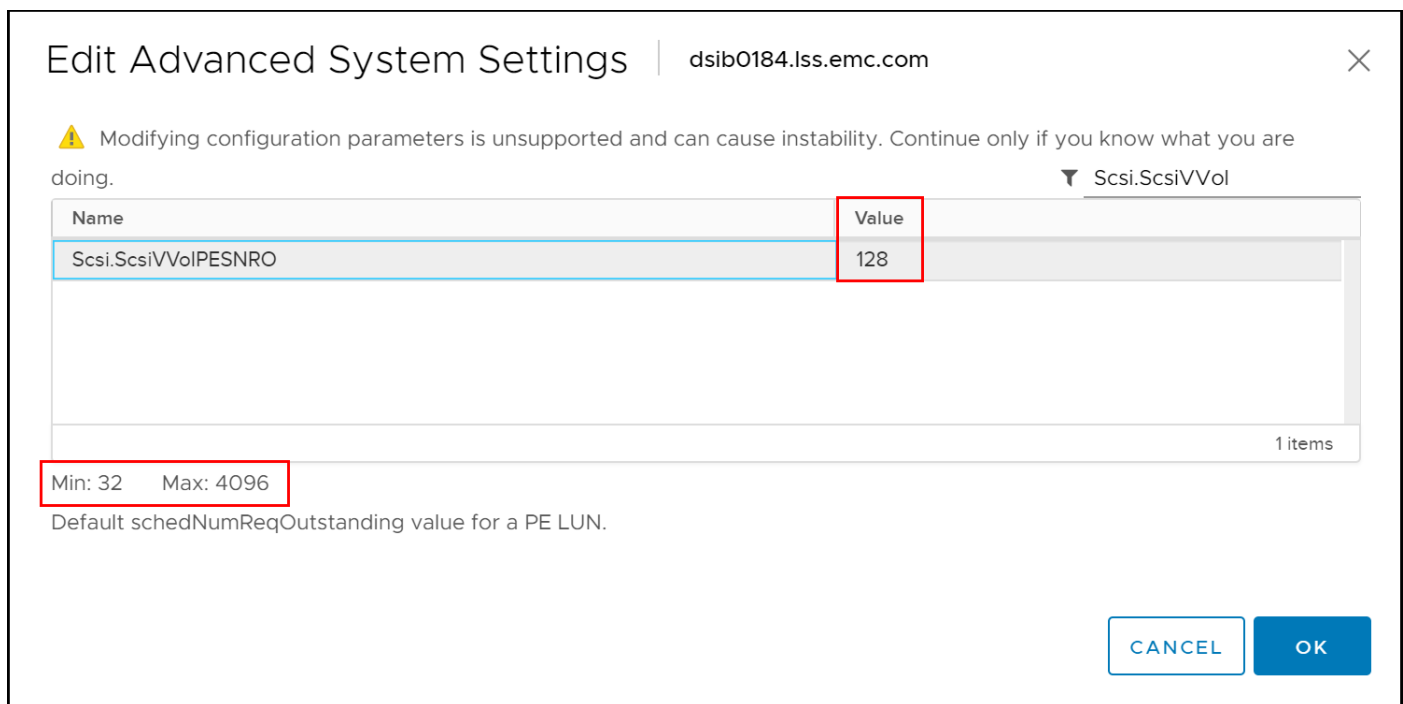 Edit Advanced System Settings dsib0184.lss.emc.com
Modifying configuration parameters is unsupported and can cause instability. Continue only if you know what you are
doing.
Scsi.ScsiVVol
Name Value
Scsi.ScsiVVolPESNRO 128
1 items
Min: 32 Max: 4096
Default schedNumReqOutstanding value for a PE LUN.
CANCEL OK